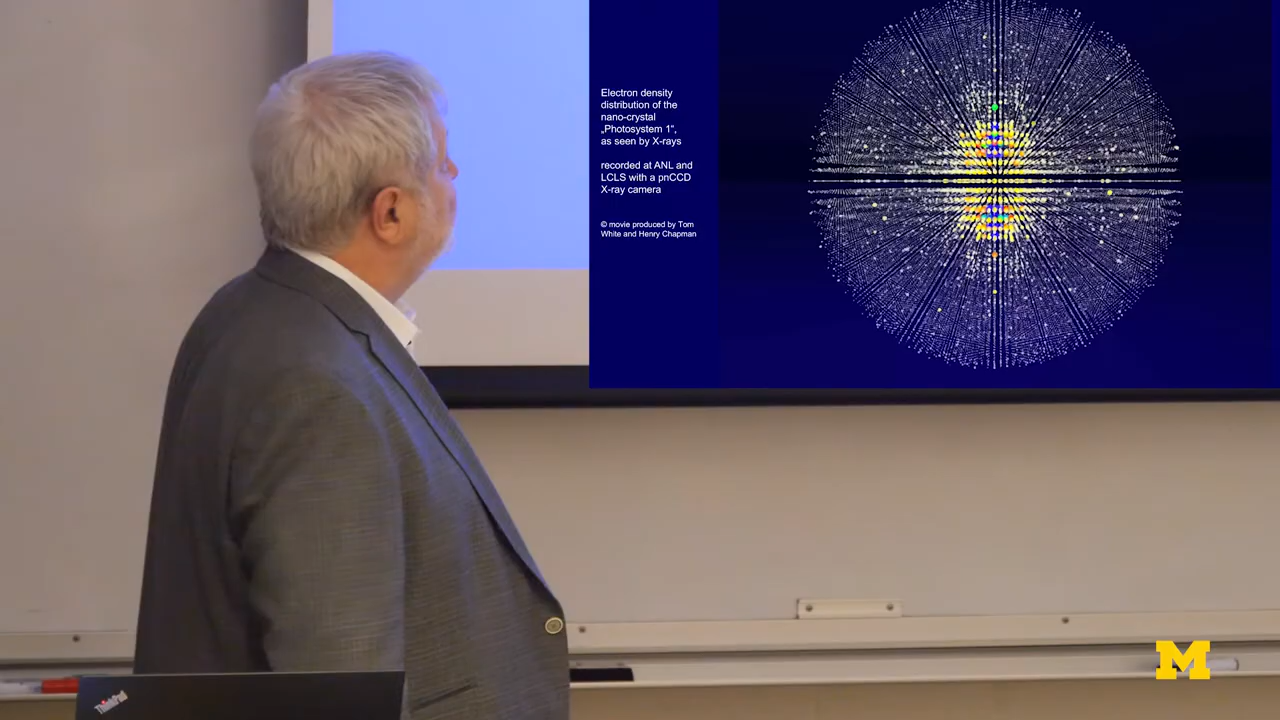 Electron density
distribution of the
nano-crystal
„Photosystem 1“,
as seen by X-rays
recorded at ANL and
LCLS with a pnCCD
X-ray camera
© movie produced by Tom
White and Henry Chapman
M
ThinkPad